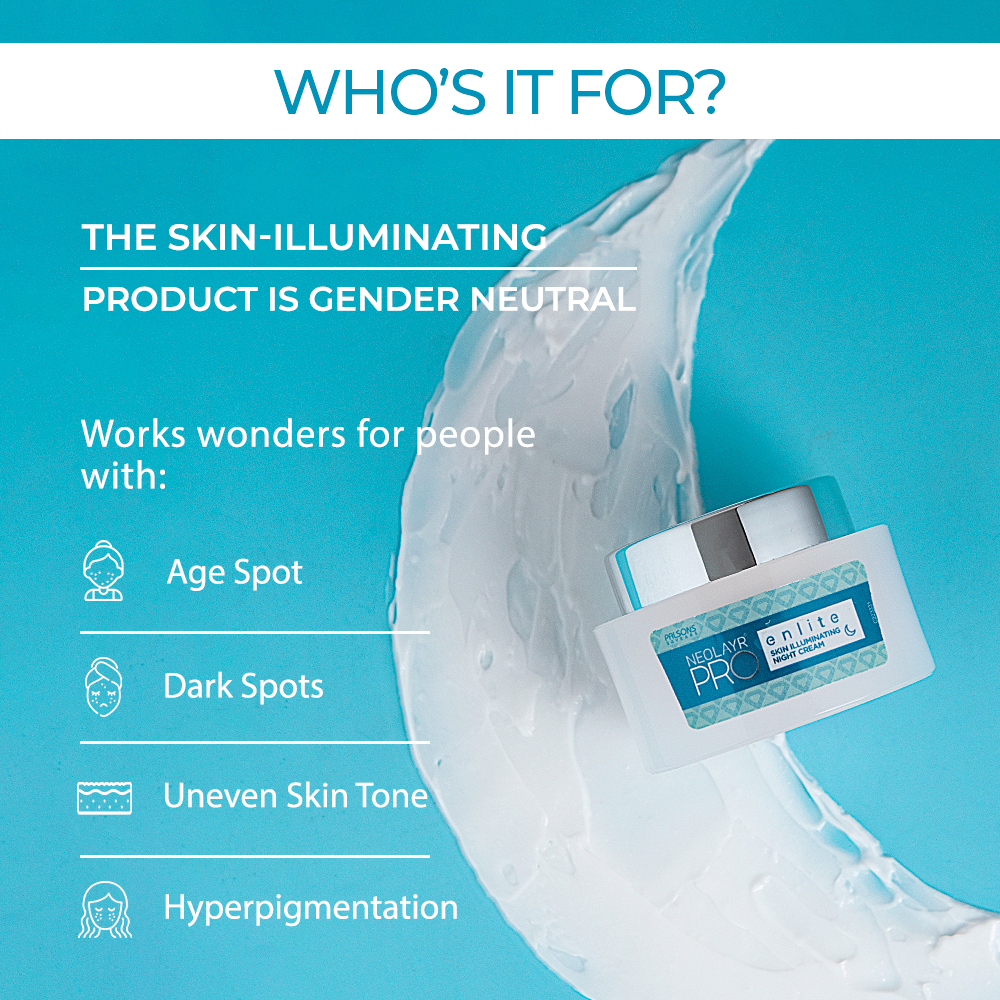 WHO'S IT FOR?
THE SKIN-ILLUMINATING
PRODUCT IS GENDER NEUTRAL
Works wonders for people
with:
Age Spot
Dark Spots
Uneven Skin Tone
Hyperpigmentation
PALSONS
NEOLAYR®
PRO
enlite
SKIN ILLUMINATING
NIGHT CREAM